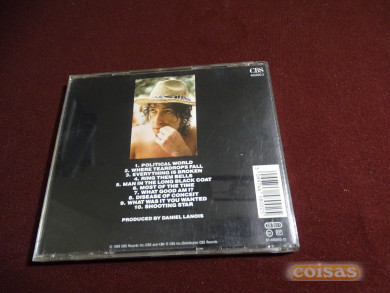 CBS
1. POLITICAL WORLD
2. WHERE TEARDROPS FALL
3. EVERYTHING IS BROKEN
4. RING THEM BELLS
5. MAN IN THE LONG BLACK COAT
6. MOST OF THE TIME
7. WHAT GOOD AM I?
8. DISEASE OF CONCEIT
9. WHAT WAS IT YOU WANTED
10. SHOOTING STAR
PRODUCED BY DANIEL LANOIS
coisas